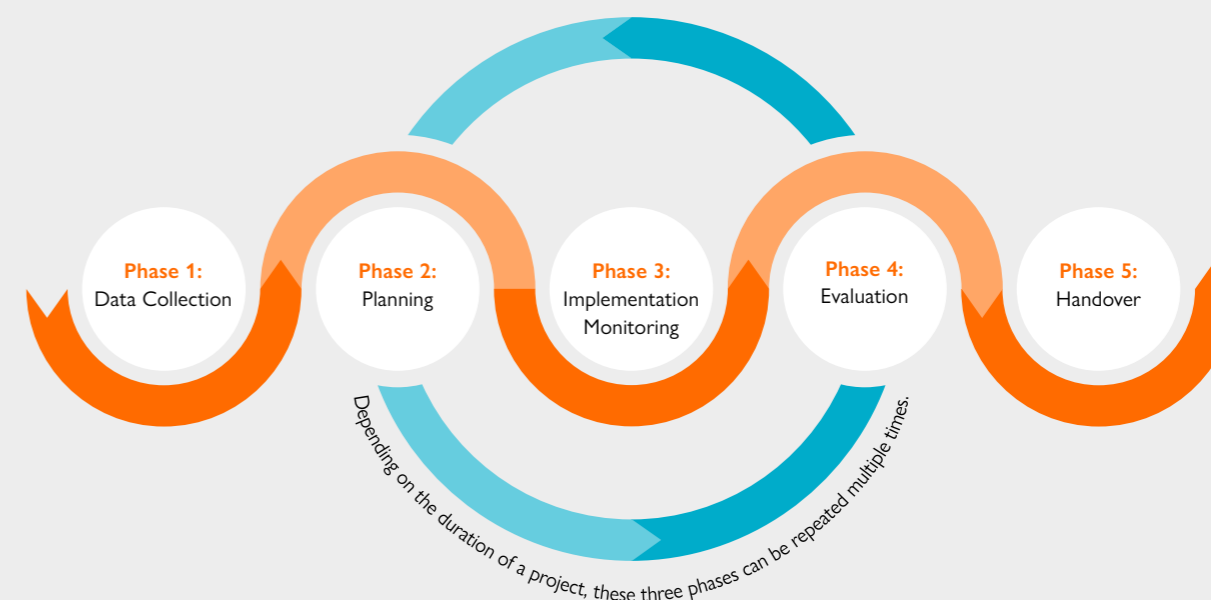 Phase 1:
Data Collection
Phase 2:
Planning
Phase 3:
Implementation
Monitoring
Phase 4:
Evaluation
Phase 5:
Handover
Depending on the duration of a project, these three phases can be repeated multiple times.